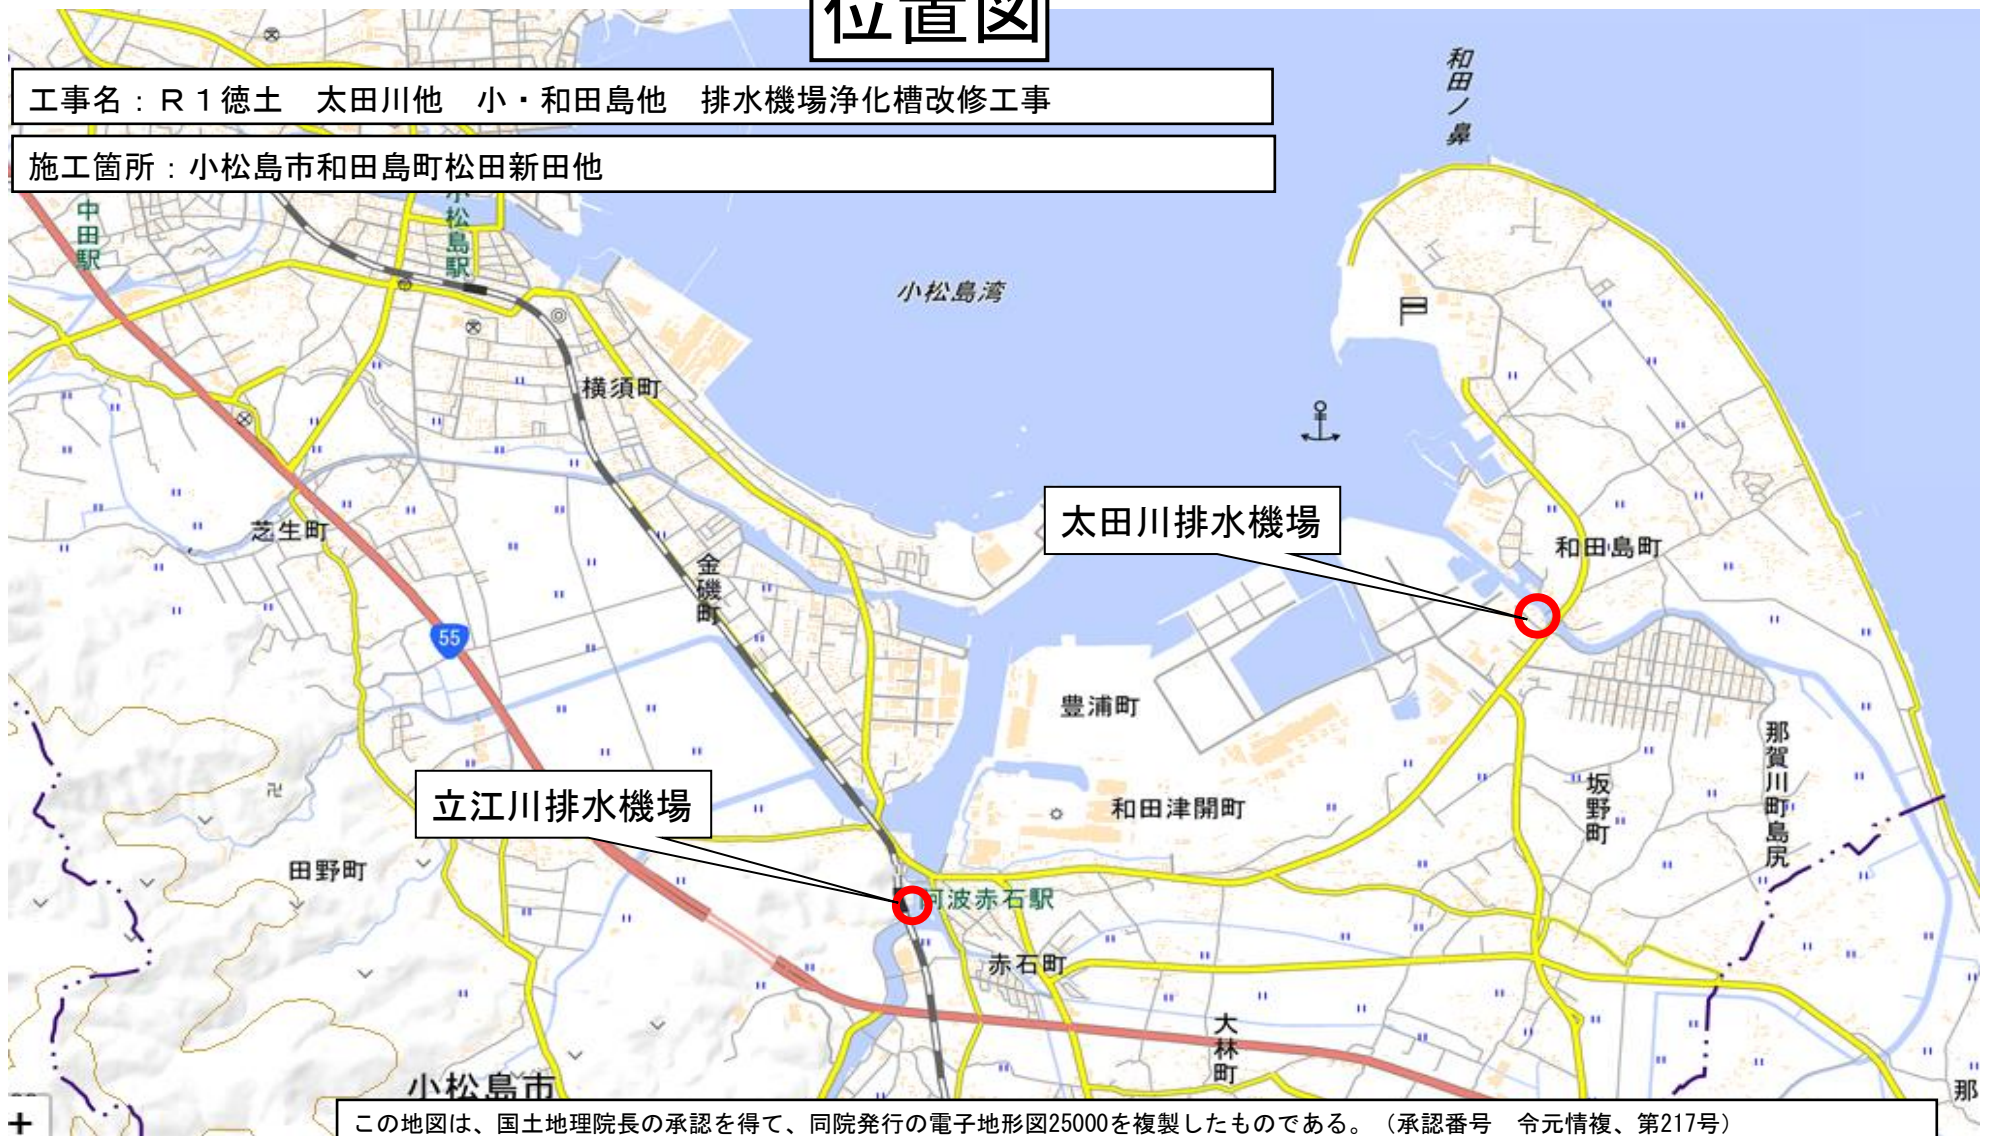 位置図
工事名：Ｒ１徳土　太田川他　小・和田島他　排水機場浄化槽改修工事
施工箇所：小松島市和田島町松田新田他
和田ノ鼻
中田駅
小松島駅
小松島湾
横須町
太田川排水機場
芝生町
和田島町
金磯町
55
豊浦町
那賀川町島尻
坂野町
立江川排水機場
和田津開町
田野町
阿波赤石駅
赤石町
大林町
小松島市
那
+
この地図は、国土地理院長の承認を得て、同院発行の電子地形図25000を複製したものである。（承認番号　令元情複、第217号）